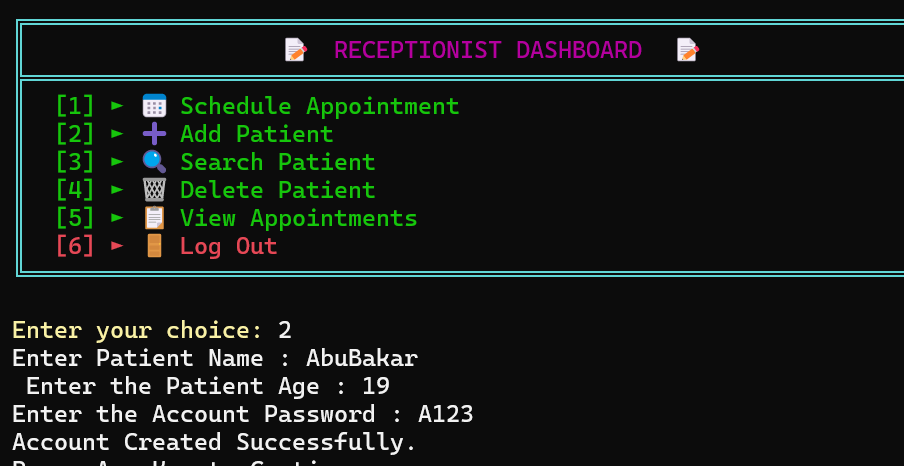 📝 RECEPTIONIST DASHBOARD 📝
[1] ► 📅 Schedule Appointment
[2] ► ➕ Add Patient
[3] ► 🔍 Search Patient
[4] ► 🗑 Delete Patient
[5] ► 📋 View Appointments
[6] ► 🚪 Log Out
Enter your choice: 2
Enter Patient Name : AbuBakar
Enter the Patient Age : 19
Enter the Account Password : A123
Account Created Successfully.